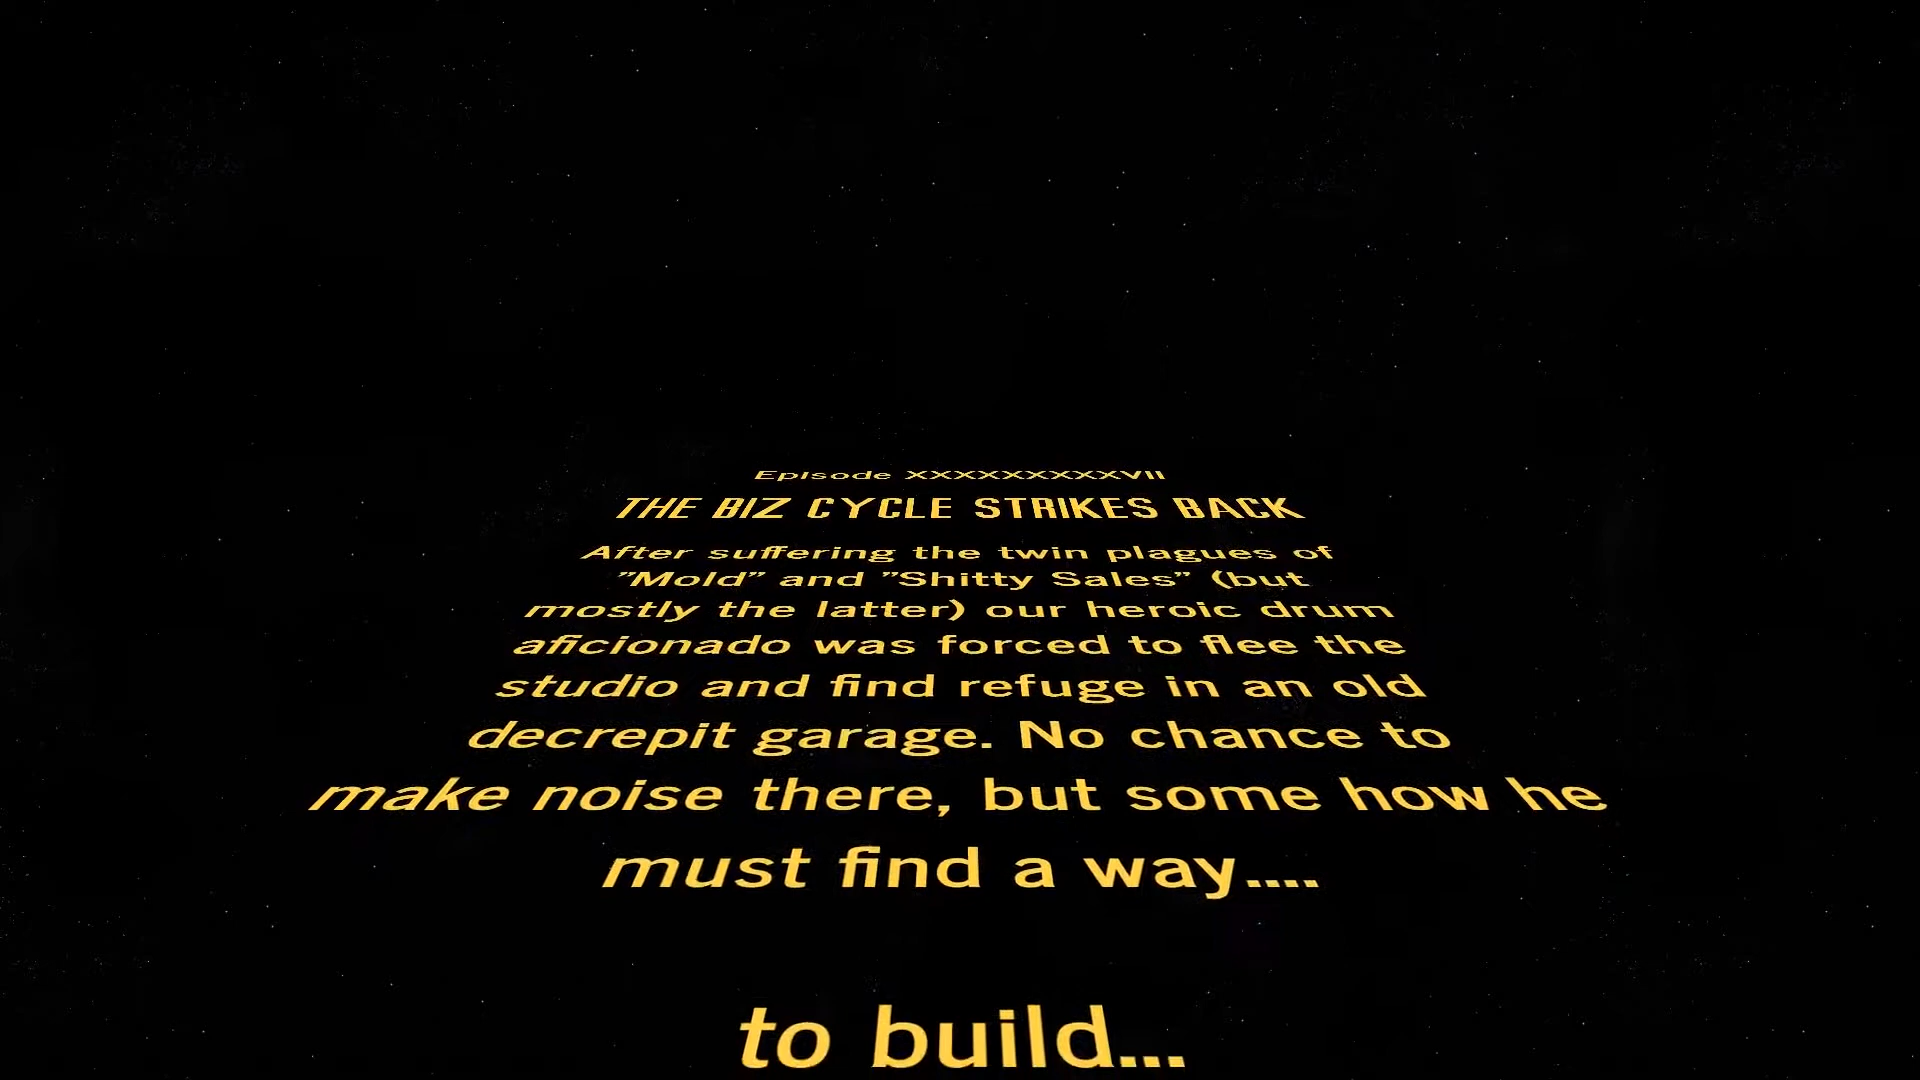 Episode XXXXXXXXXXVII
THE BIZ CYCLE STRIKES BACK
After suffering the twin plagues of
"Mold" and "Shitty Sales" (but
mostly the latter) our heroic drum
aficionado was forced to flee the
studio and find refuge in an old
decrepit garage. No chance to
make noise there, but some how he
must find a way....
to build...